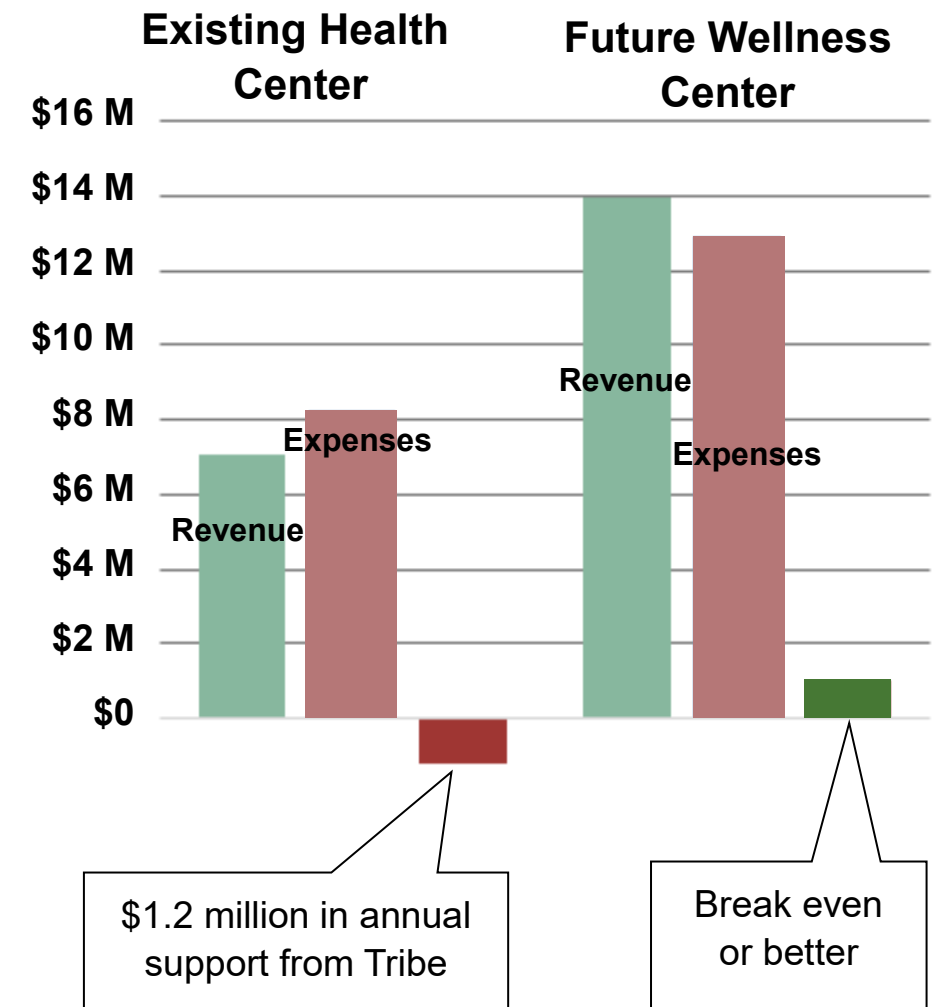 Existing Health
Center
Future Wellness
Center
$16 M
$14 M
$12 M
$10 M
$8 M
$6 M
$4 M
$2 M
$0
Revenue
Expenses
Revenue
Expenses
$1.2 million in annual
support from Tribe
Break even
or better